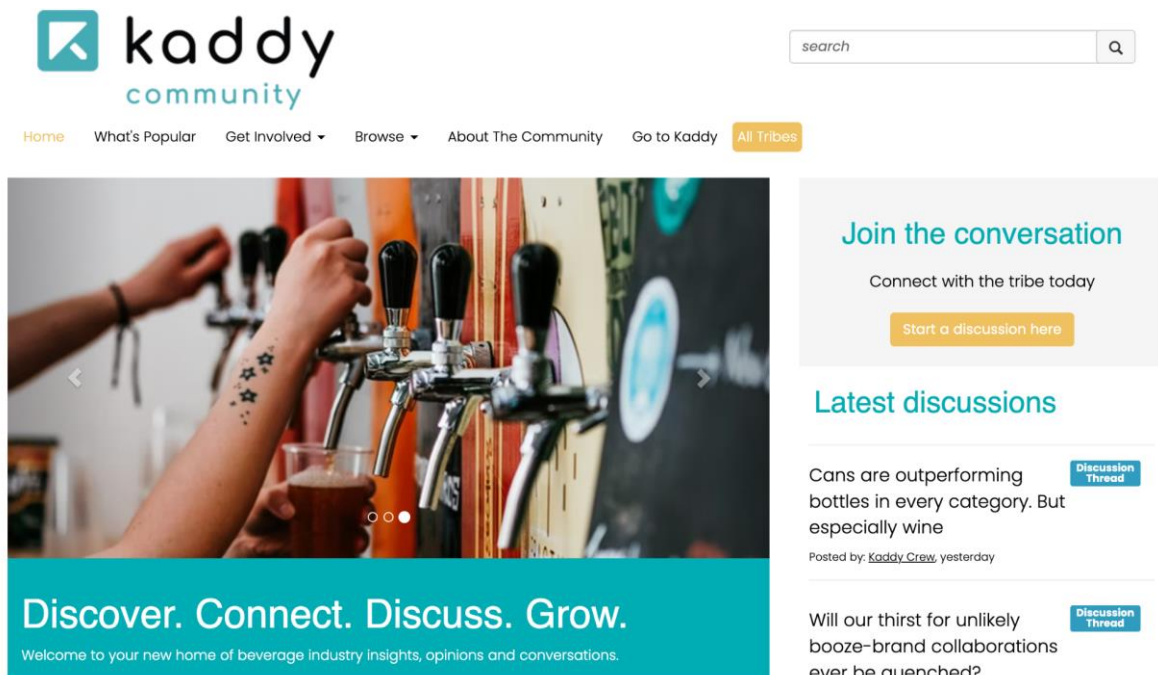 kaddy
community
search
Home What's Popular Get Involved Browse About The Community Go to Kaddy All Tribes
Discover. Connect. Discuss. Grow.
Welcome to your new home of beverage industry insights, opinions and conversations.
Join the conversation
Connect with the tribe today
Start a discussion here
Latest discussions
Cans are outperforming
bottles in every category. But
especially wine
Discussion
Thread
Posted by: Kaddy Crew, yesterday
Will our thirst for unlikely
booze-brand collaborations
ever be quenched?
Discussion
Thread